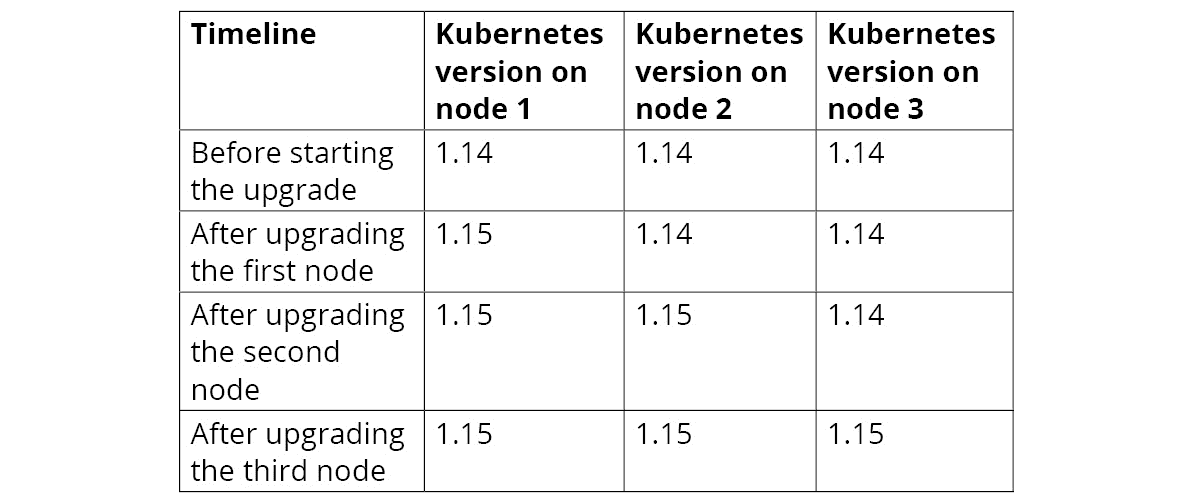 Timeline
Kubernetes version on node 1
Kubernetes version on node 2
Kubernetes version on node 3
Before starting the upgrade
1.14
1.14
1.14
After upgrading the first node
1.15
1.14
1.14
After upgrading the second node
1.15
1.15
1.14
After upgrading the third node
1.15
1.15
1.15